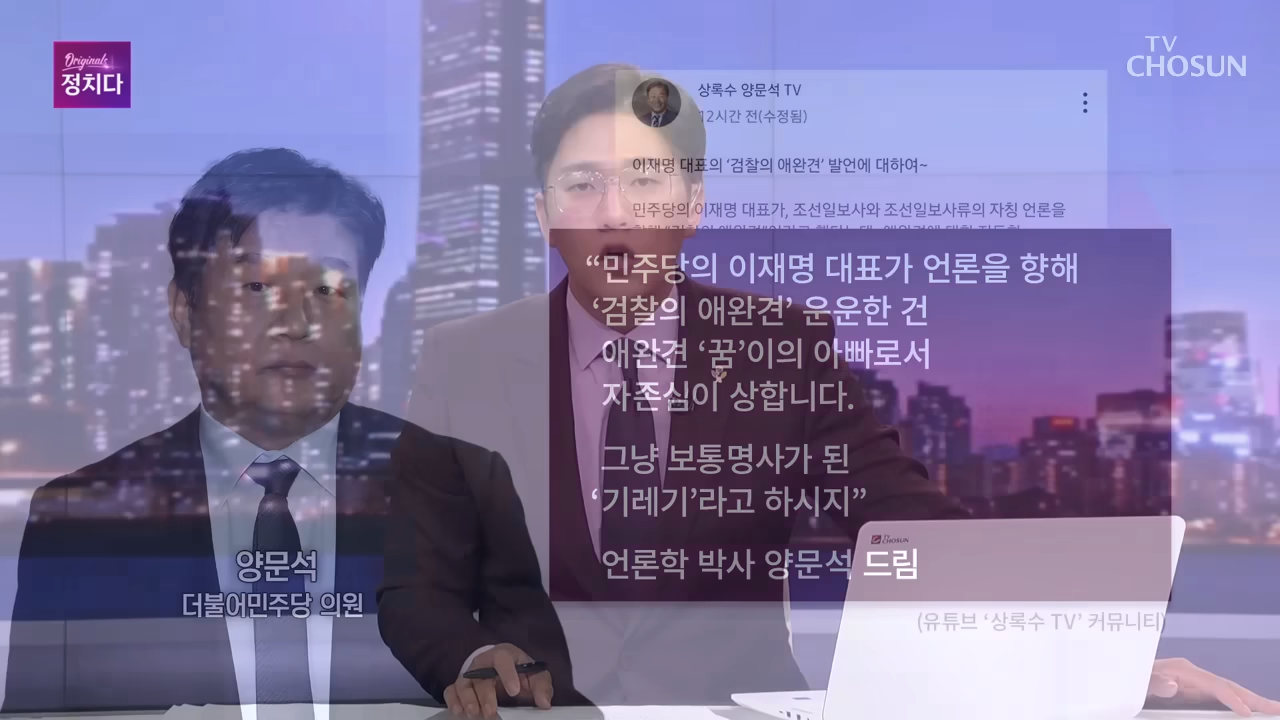 Originals
정치다
TV
CHOSUN
상록수 양문석 TV
12시간 전(수정됨)
이재명 대표의 '검찰의 애완견' 발언에 대하여~
민주당의 이재명 대표가, 조선일보사와 조선일보사류의 자칭 언론을
“민주당의 이재명 대표가 언론을 향해
‘검찰의 애완견’ 운운한 건
애완견 ‘꿈’이의 아빠로서
자존심이 상합니다.
그냥 보통명사가 된
‘기레기’라고 하시지”
언론학 박사 양문석 드림
(유튜브 ‘상록수 TV’ 커뮤니티)
양문석
더불어민주당 의원
TV
CHOSUN